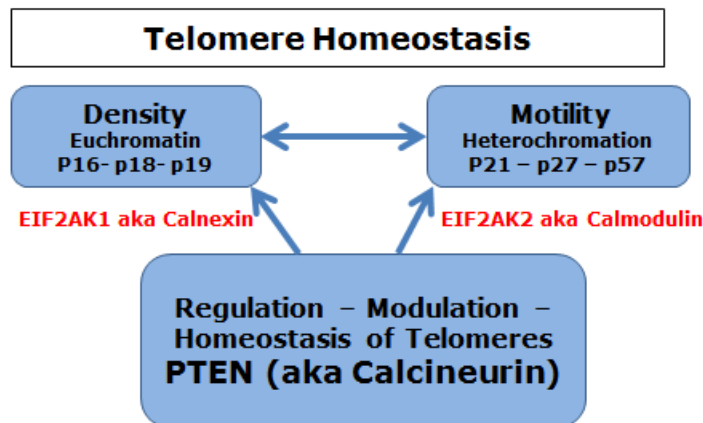 Telomere Homeostasis
Density
Euchromatin
P16- p18- p19
Motility
Heterochromation
P21 – p27 – p57
EIF2AK1 aka Calnexin
EIF2AK2 aka Calmodulin
Regulation – Modulation –
Homeostasis of Telomeres
PTEN (aka Calcineurin)